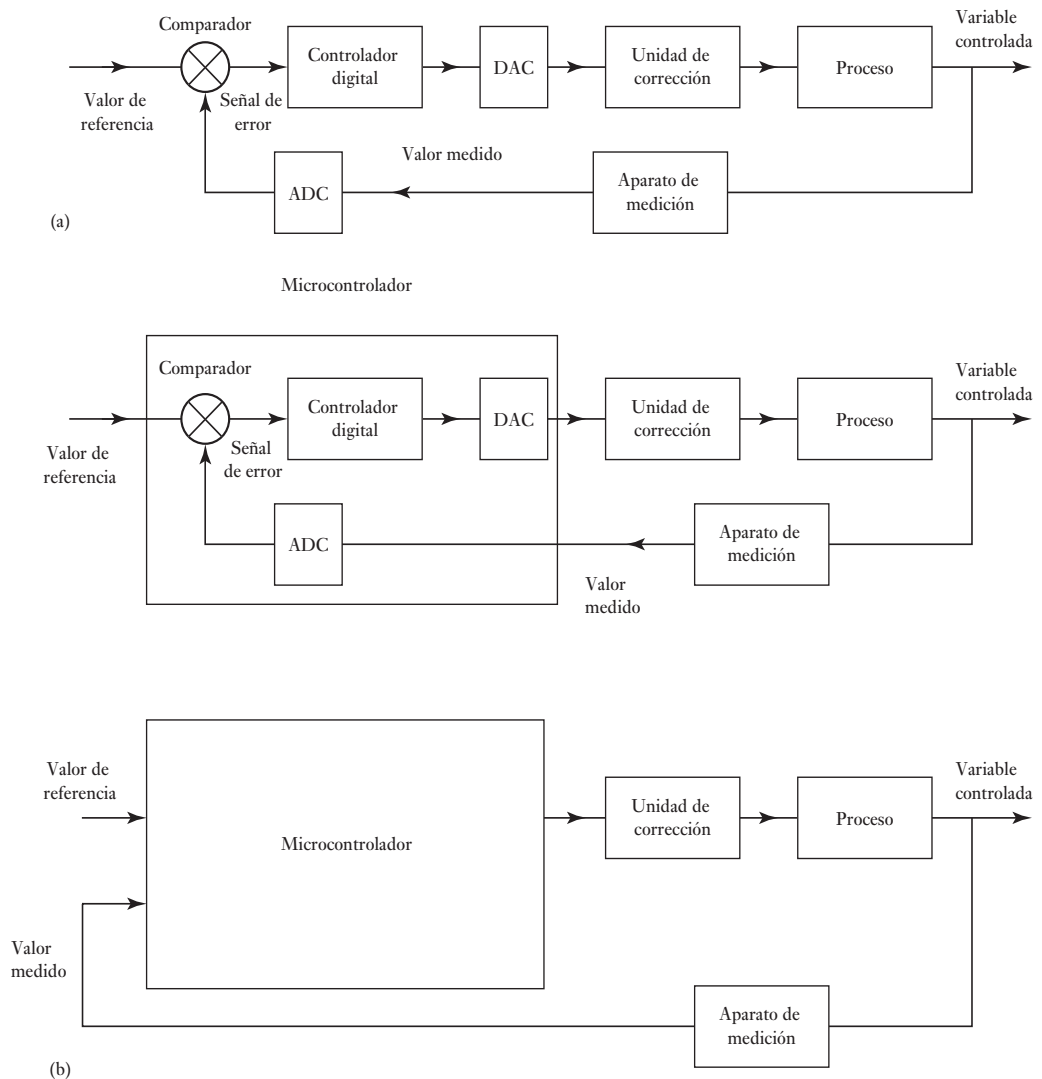 Comparador
Variable
controlada
Controlador
digital
DAC
Unidad de
corrección
Proceso
Valor de
referencia
Señal de
error
Valor medido
ADC
Aparato de
medición
(a)
Microcontrolador
Comparador
Variable
controlada
Controlador
digital
DAC
Unidad de
corrección
Proceso
Valor de
referencia
Señal
de error
ADC
Aparato de
medición
Valor
medido
Valor de
referencia
Variable
controlada
Unidad de
corrección
Proceso
Microcontrolador
Valor
medido
Aparato de
medición
(b)